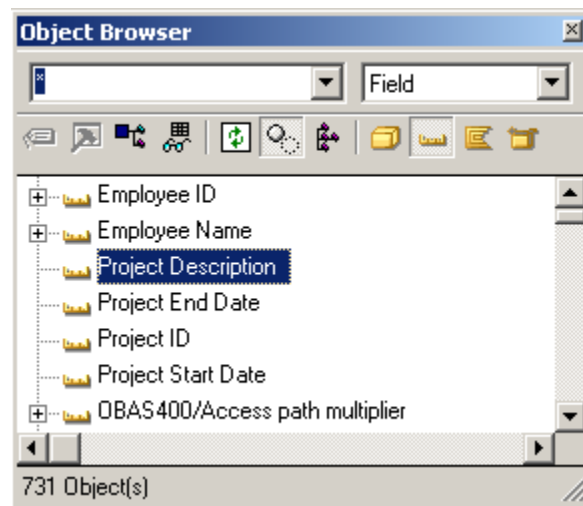 Object Browser
*
Field
Employee ID
Employee Name
Project Description
Project End Date
Project ID
Project Start Date
OBAS400/Access path multiplier
731 Object(s)